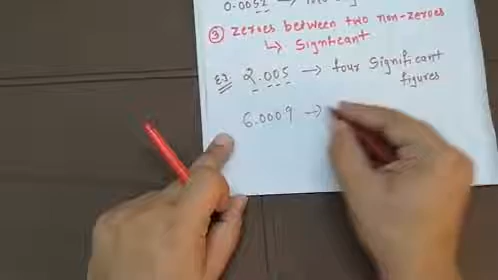 0.0052 →
③ zeroes between two non-zeroes
↳ Significant
Ex. 2.005 → four Significant
figures
6.0009 →